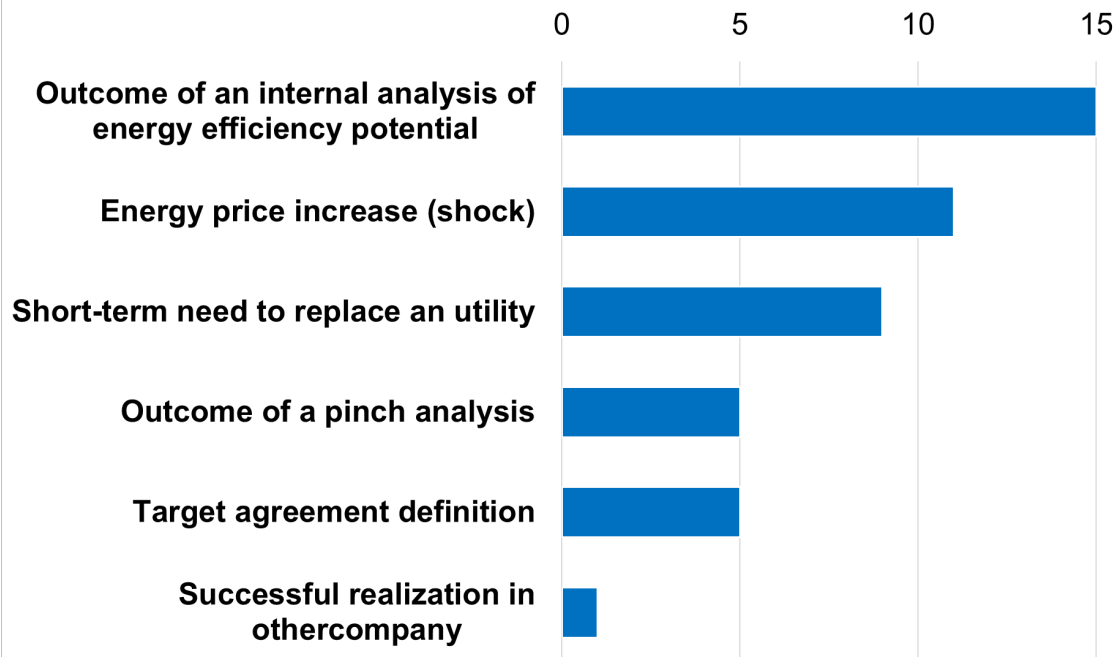 0 5 10 15
Outcome of an internal analysis of
energy efficiency potential
Energy price increase (shock)
Short-term need to replace an utility
Outcome of a pinch analysis
Target agreement definition
Successful realization in
othercompany